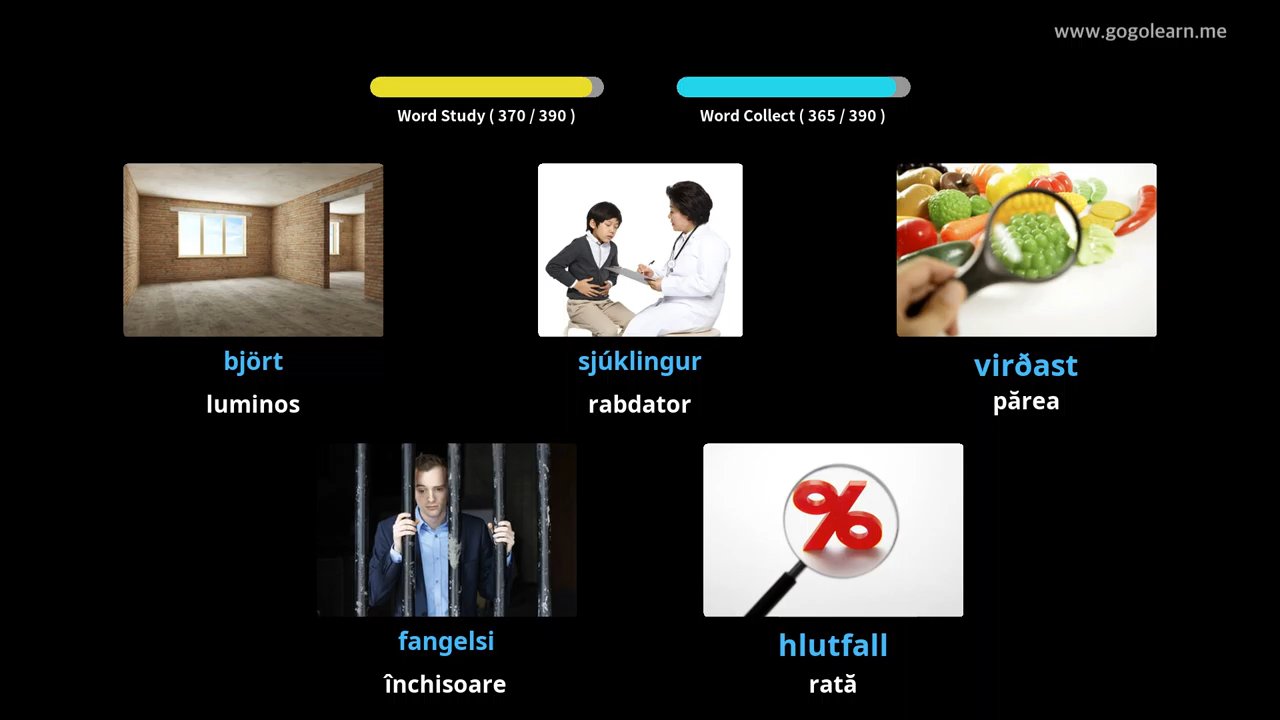 www.gogolearn.me
Word Study ( 370 / 390 )
Word Collect ( 365 / 390 )
björt
luminos
sjúklingur
rabdator
virðast
părea
fangelsi
închisoare
hlutfall
rată
%